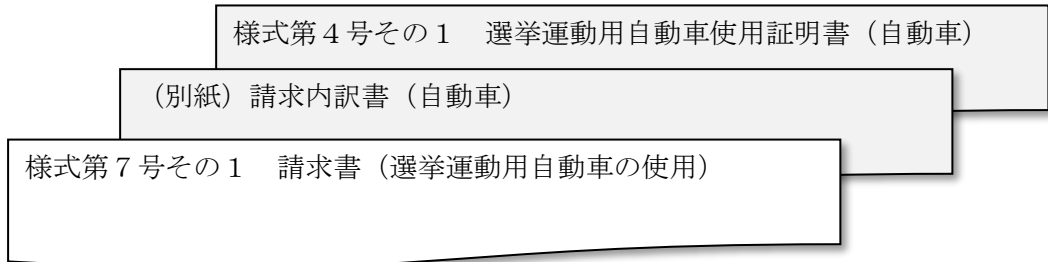 様式第4号その1　選挙運動用自動車使用証明書（自動車）
（別紙）請求内訳書（自動車）
様式第７号その１　請求書（選挙運動用自動車の使用）